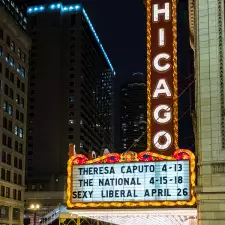 CHICAGO
THERESA CAPUTO 4-13
THE NATIONAL 4-15-18
SEXY LIBERAL APRIL 26